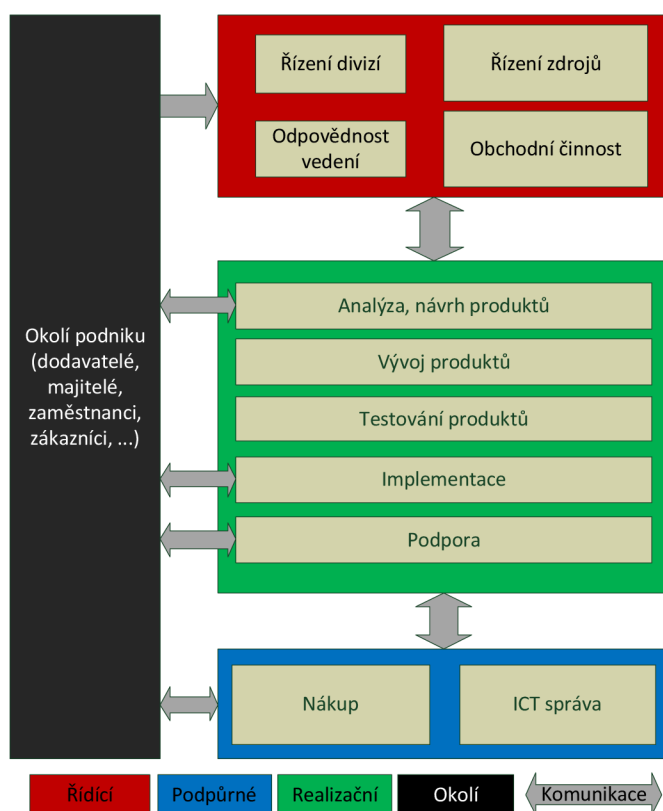 Řízení divizí
Řízení zdrojů
Odpovědnost
vedení
Obchodní činnost
Okolí podniku
(dodavatelé,
majitelé,
zaměstnanci,
zákazníci, ...)
Analýza, návrh produktů
Vývoj produktů
Testování produktů
Implementace
Podpora
Nákup
ICT správa
Řídící
Podpůrné
Realizační
Okolí
Komunikace